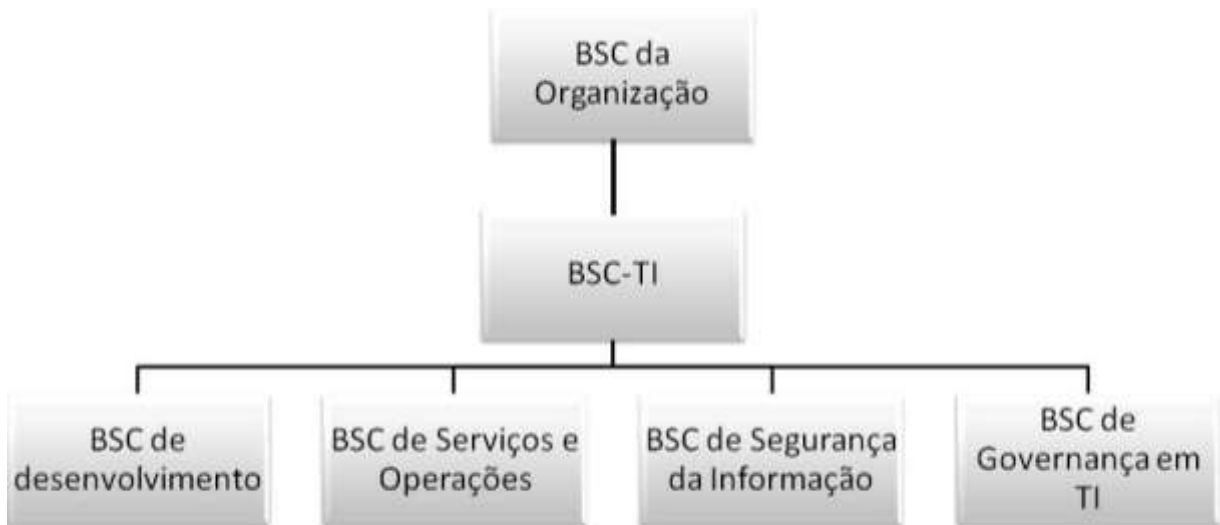 BSC da
Organização
BSC-TI
BSC de
desenvolvimento
BSC de Serviços e
Operações
BSC de Segurança
da Informação
BSC de
Governança em
TI